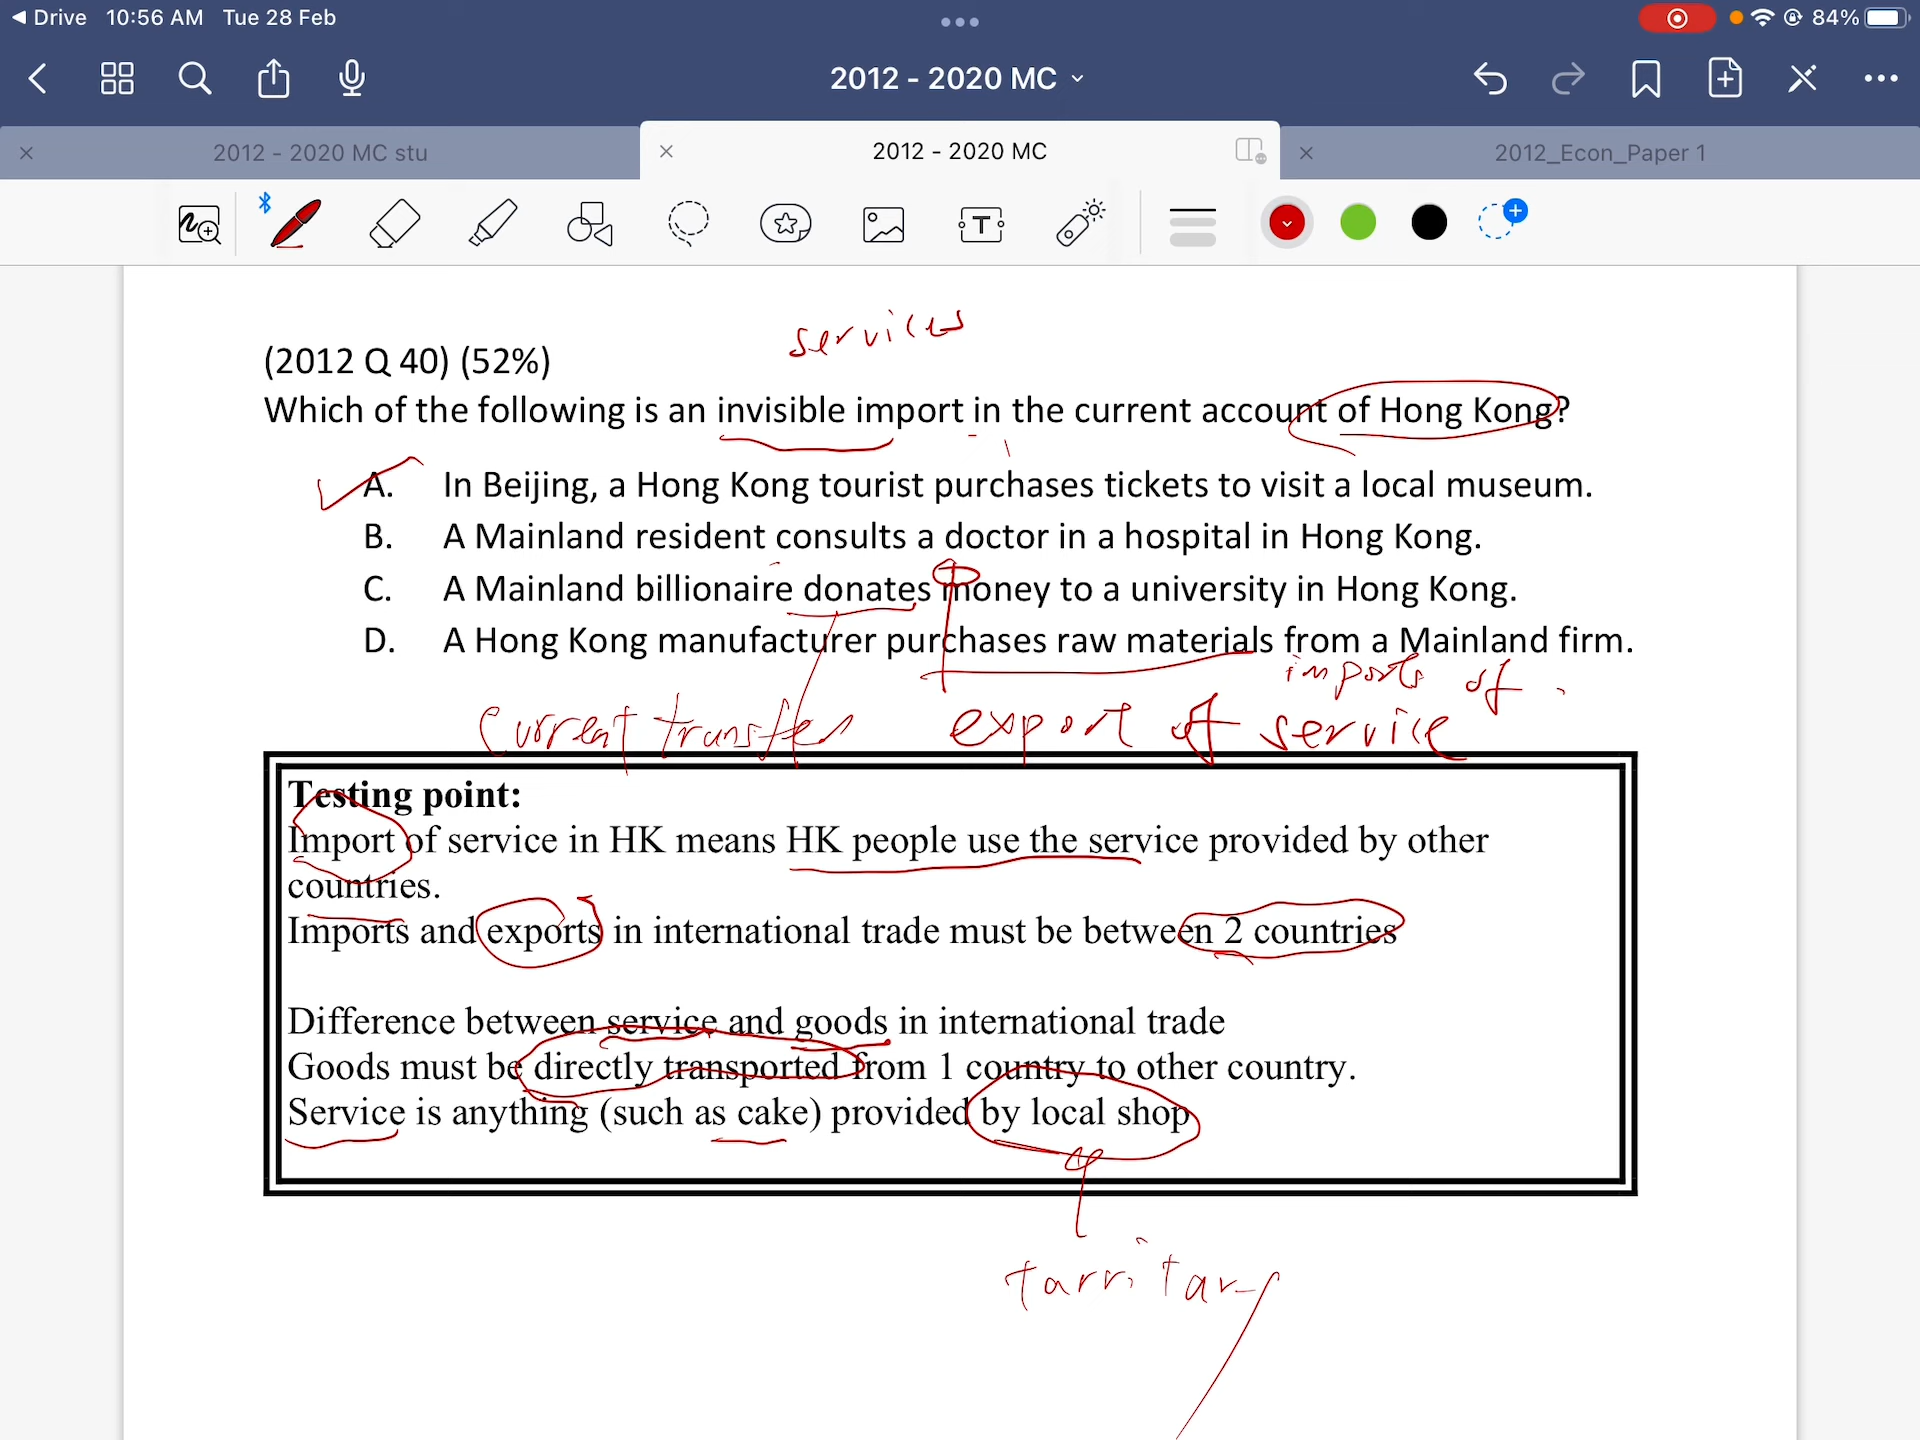 Drive 10:56 AM Tue 28 Feb 84%
2012 - 2020 MC
2012 - 2020 MC stu
2012 - 2020 MC
2012_Econ_Paper 1
services
(2012 Q 40) (52%)
Which of the following is an invisible import in the current account of Hong Kong?
A. In Beijing, a Hong Kong tourist purchases tickets to visit a local museum.
B. A Mainland resident consults a doctor in a hospital in Hong Kong.
C. A Mainland billionaire donates money to a university in Hong Kong.
D. A Hong Kong manufacturer purchases raw materials from a Mainland firm.
imports of
current transfer export of service
Testing point:
Import of service in HK means HK people use the service provided by other
countries.
Imports and exports in international trade must be between 2 countries
Difference between service and goods in international trade
Goods must be directly transported from 1 country to other country.
Service is anything (such as cake) provided by local shop